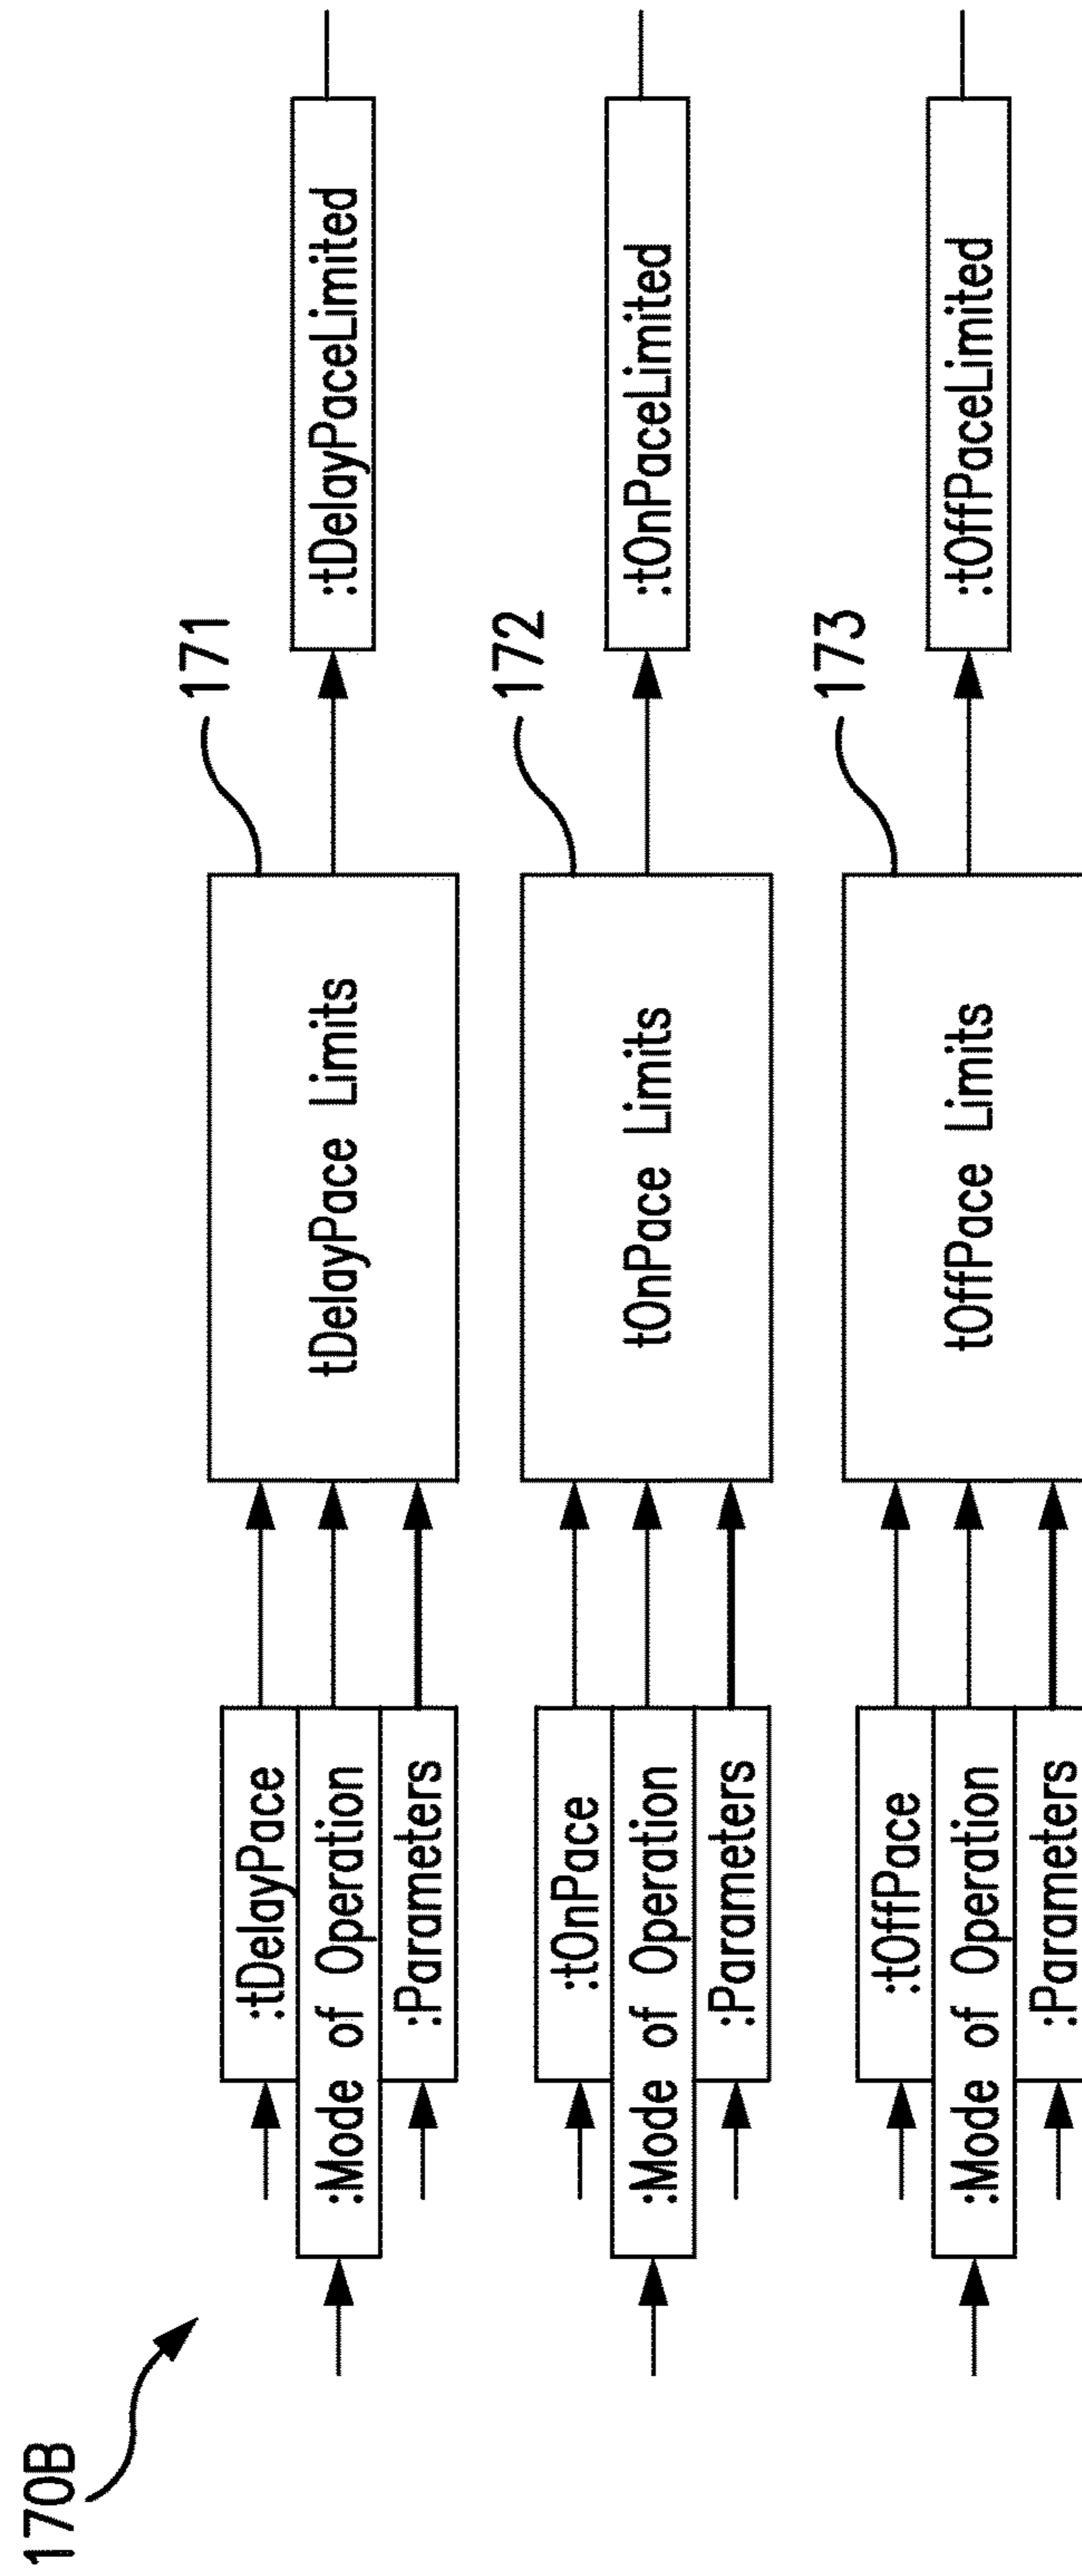 170B
:tDelayPace
:Mode of Operation
:Parameters
tDelayPace Limits
171
:tDelayPaceLimited
:tOnPace
:Mode of Operation
:Parameters
tOnPace Limits
172
:tOnPaceLimited
:tOffPace
:Mode of Operation
:Parameters
tOffPace Limits
173
:tOffPaceLimited